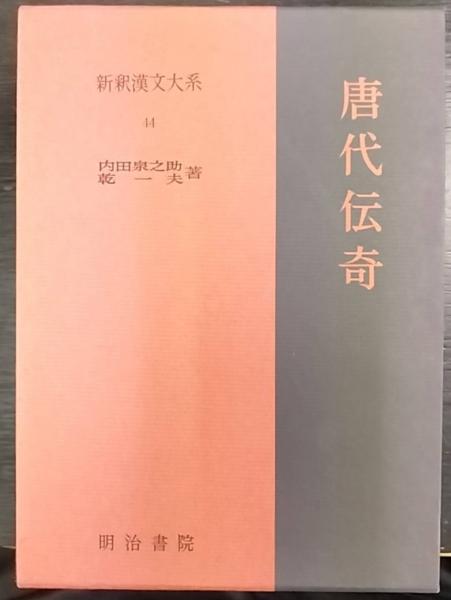 唐代伝奇
新釈漢文大系
44
内田泉之助
乾一夫 著
明治書院